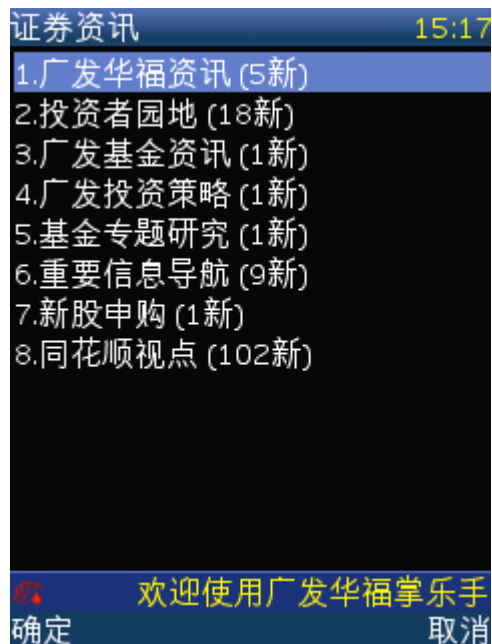 证券资讯 15:17
1.广发华福资讯 (5新)
2.投资者园地 (18新)
3.广发基金资讯 (1新)
4.广发投资策略 (1新)
5.基金专题研究 (1新)
6.重要信息导航 (9新)
7.新股申购 (1新)
8.同花顺视点 (102新)
欢迎使用广发华福掌乐手
确定 取消